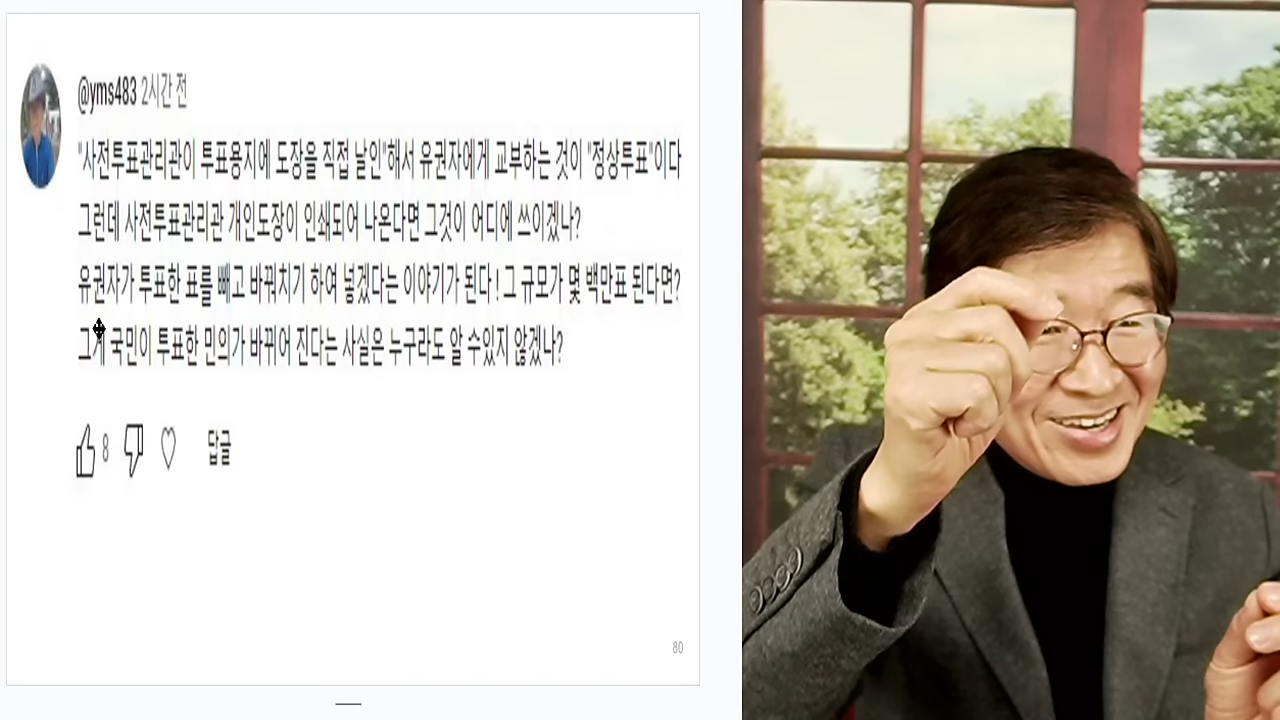 @yms483 2시간 전
"사전투표관리관이 투표용지에 도장을 직접 날인"해서 유권자에게 교부하는 것이 "정상투표"이다
그런데 사전투표관리관 개인도장이 인쇄되어 나온다면 그것이 어디에 쓰이겠나?
유권자가 투표한 표를 빼고 바꿔치기 하여 넣겠다는 이야기가 된다 ! 그 규모가 몇 백만표 된다면?
그게 국민이 투표한 민의가 바뀌어 진다는 사실은 누구라도 알 수있지 않겠나?
8 답글
80